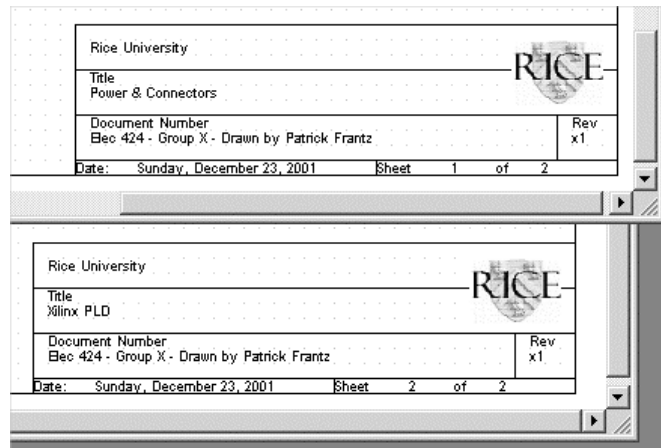 Rice University
RICE
Title
Power & Connectors
Document Number
Elec 424 - Group X - Drawn by Patrick Frantz
Rev
x1
Date: Sunday, December 23, 2001 Sheet 1 of 2
Rice University
RICE
Title
Xilinx PLD
Document Number
Elec 424 - Group X - Drawn by Patrick Frantz
Rev
x1
Date: Sunday, December 23, 2001 Sheet 2 of 2